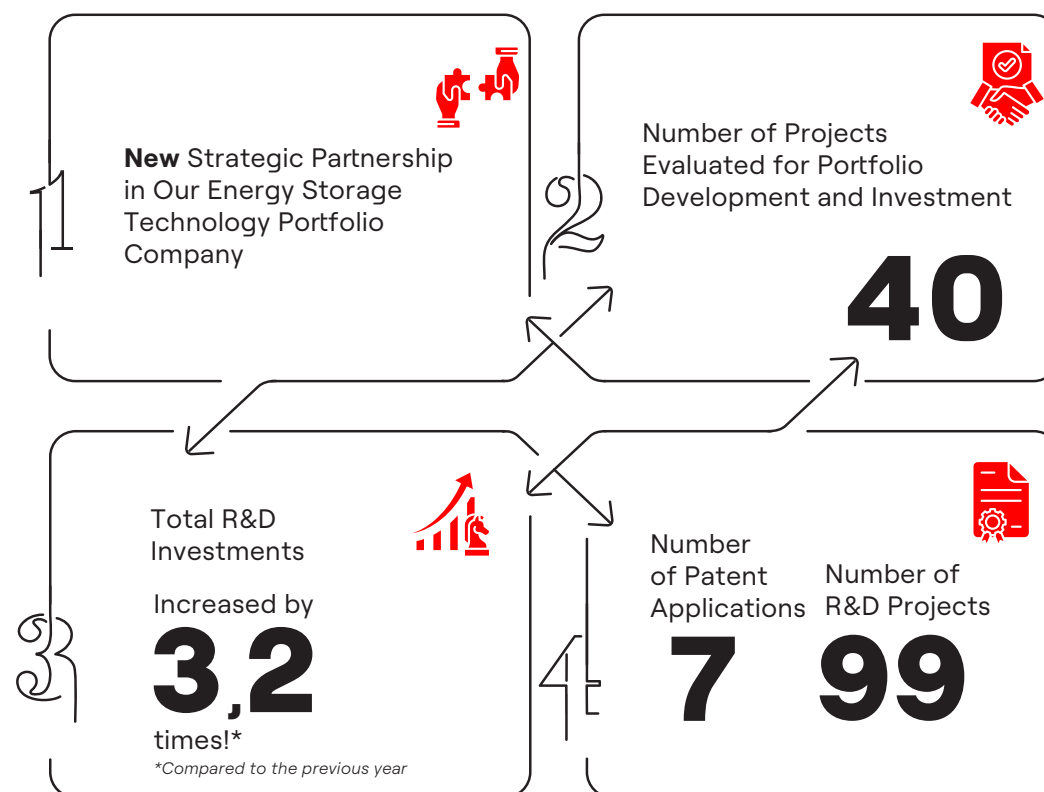 1
New Strategic Partnership
in Our Energy Storage
Technology Portfolio
Company
2
Number of Projects
Evaluated for Portfolio
Development and Investment
40
3
Total R&D
Investments
Increased by
3,2
times!*
*Compared to the previous year
4
Number
of Patent
Applications
7
Number of
R&D Projects
99